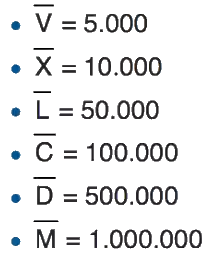 • V̅ = 5.000
• X̅ = 10.000
• L̅ = 50.000
• C̅ = 100.000
• D̅ = 500.000
• M̅ = 1.000.000